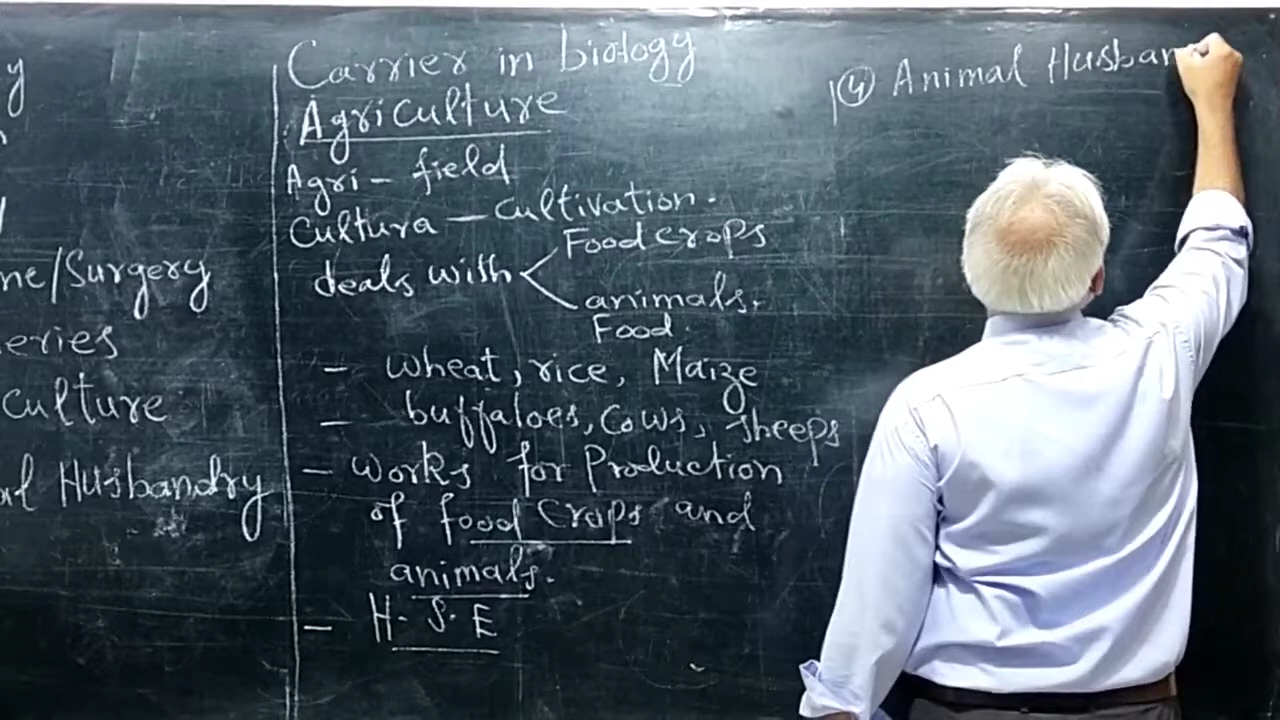 ne/Surgery
eries
culture
Husbandry
Carrier in biology
Agriculture
Agri - field
Cultura - cultivation.
deals with < Food crops
animals.
Food.
- wheat, rice, Maize
- buffaloes, Cows, sheeps
- works for Production
of food Crops and
animals.
- H. S. E
④ Animal Husban